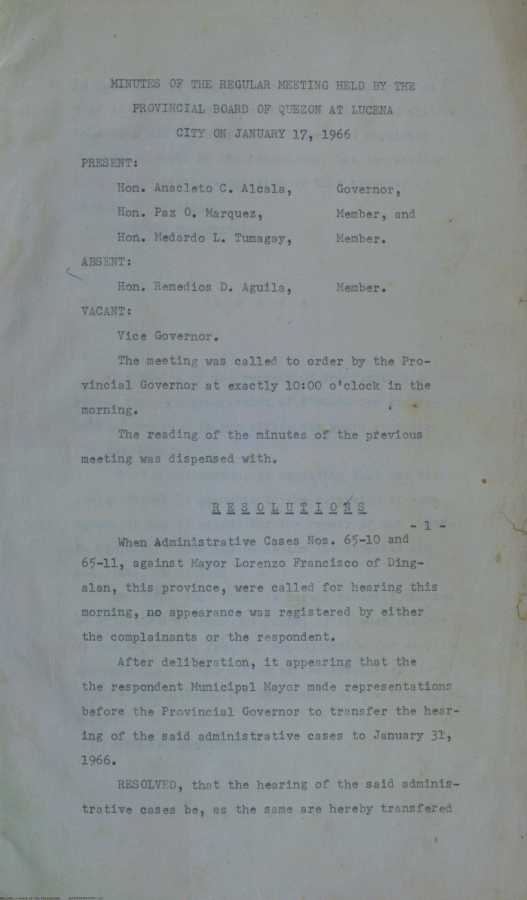 MINUTES OF THE REGULAR MEETING HELD BY THE
PROVINCIAL BOARD OF QUEZON AT LUCENA
CITY ON JANUARY 17, 1966
PRESENT:
Hon. Anacleto C. Alcala, Governor,
Hon. Paz O. Marquez, Member, and
Hon. Medardo L. Tumagay, Member.
ABSENT:
Hon. Remedios D. Aguila, Member.
VACANT:
Vice Governor.
The meeting was called to order by the Pro-
vincial Governor at exactly 10:00 o'clock in the
morning.
The reading of the minutes of the previous
meeting was dispensed with.
R E S O L U T I O N S
- 1 -
When Administrative Cases Nos. 65-10 and
65-11, against Mayor Lorenzo Francisco of Ding-
alan, this province, were called for hearing this
morning, no appearance was registered by either
the complainants or the respondent.
After deliberation, it appearing that the
the respondent Municipal Mayor made representations
before the Provincial Governor to transfer the hear-
ing of the said administrative cases to January 31,
1966.
RESOLVED, that the hearing of the said adminis-
trative cases be, as the same are hereby transfered